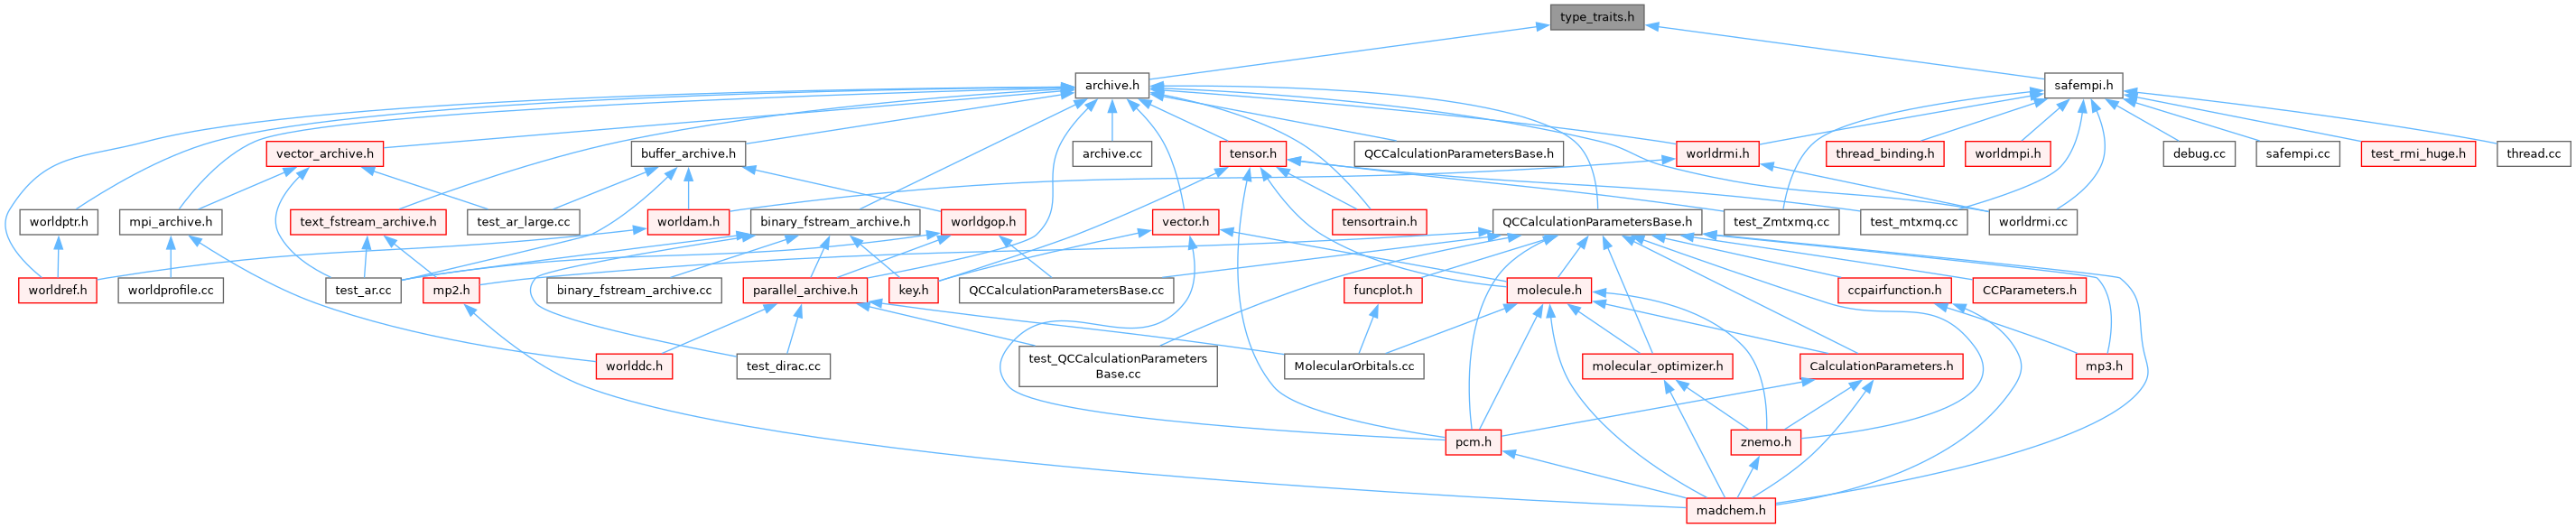 type_traits.h
archive.h
safempi.h
vector_archive.h
buffer_archive.h
archive.cc
tensor.h
QCCalculationParametersBase.h
worldrmi.h
thread_binding.h
worldmpi.h
debug.cc
safempi.cc
test_rmi_huge.h
thread.cc
worldptr.h
mpi_archive.h
text_fstream_archive.h
test_ar_large.cc
worldam.h
binary_fstream_archive.h
worldgop.h
vector.h
tensortrain.h
QCCalculationParametersBase.h
test_Zmtxmq.cc
test_mtxmq.cc
worldrmi.cc
worldref.h
worldprofile.cc
test_ar.cc
mp2.h
binary_fstream_archive.cc
parallel_archive.h
key.h
QCCalculationParametersBase.cc
funcplot.h
molecule.h
ccpairfunction.h
CCParameters.h
worlddc.h
test_dirac.cc
test_QCCalculationParameters
Base.cc
MolecularOrbitals.cc
molecular_optimizer.h
CalculationParameters.h
mp3.h
pcm.h
znemo.h
madchem.h